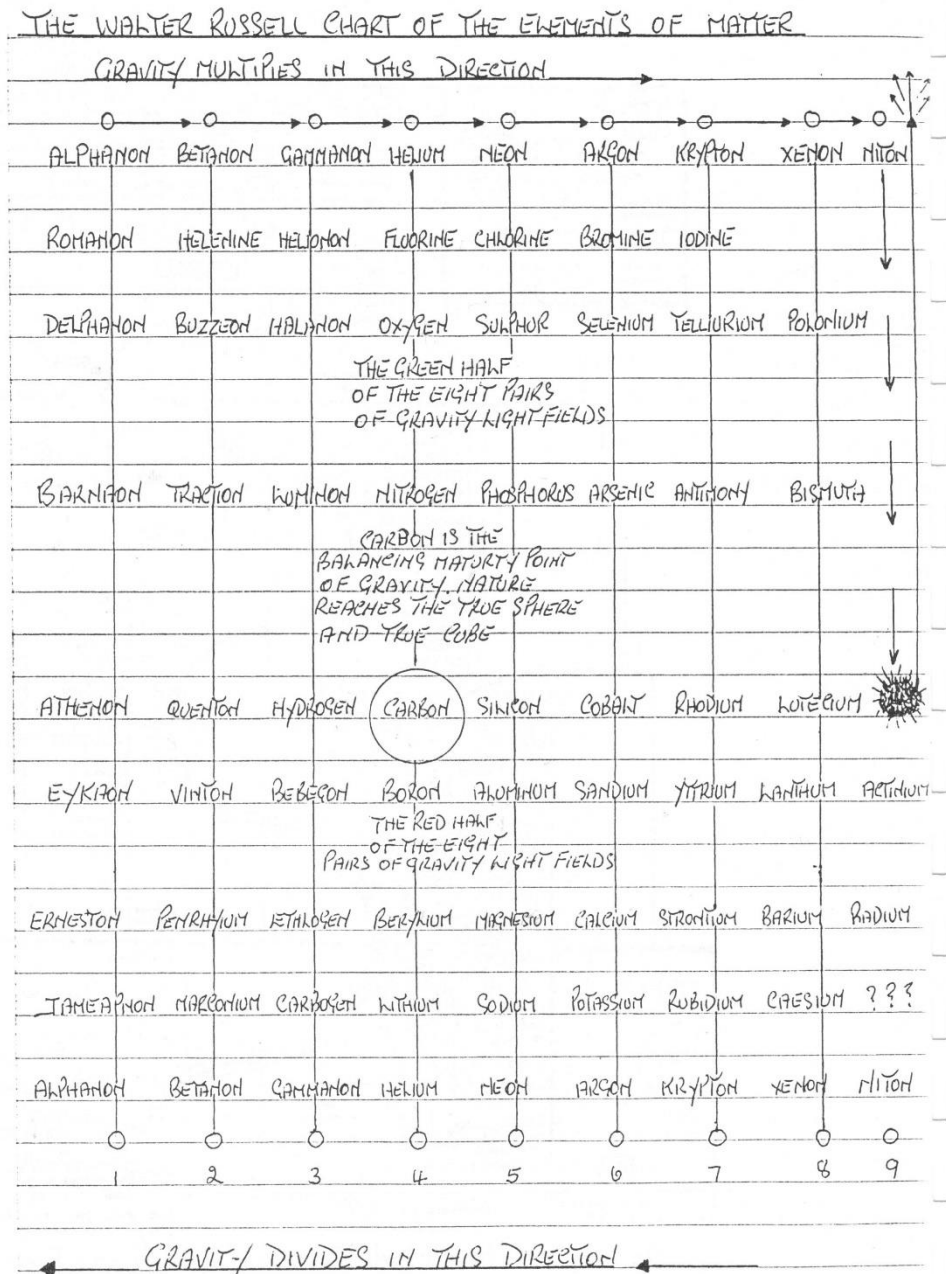 THE WALTER RUSSELL CHART OF THE ELEMENTS OF MATTER
GRAVITY MULTIPIES IN THIS DIRECTION
ALPHANON BETANON GAMMANON HELIUM NEON ARGON KRYPTON XENON NITON
ROMANON HELENINE HELIONON FLUORINE CHLORINE BROMINE IODINE
DELPHANON BUZZEON HALANON OXYGEN SULPHUR SELENIUM TELLIURIUM POLONIUM
THE GREEN HALF
OF THE EIGHT PAIRS
OF GRAVITY LIGHT FIELDS
BARNAON TRACTION LUMINON NITROGEN PHOSPHORUS ARSENIC ANTIMONY BISMUTH
CARBON IS THE
BALANCING MATURTY POINT
OF GRAVITY. NATURE
REACHES THE TRUE SPHERE
AND TRUE CUBE
ATHENON QUENTON HYDROGEN CARBON SILICON COBALT RHODIUM LUTECIUM
EYKAON VINTON BEBEGON BORON ALUMINUM SANDIUM YTTRIUM LANTHUM ACTINIUM
THE RED HALF
OF THE EIGHT
PAIRS OF GRAVITY LIGHT FIELDS
ERNESTON PENRHYIUM LETHLOGEN BERYLIUM MAGNESIUM CALCIUM STRONTIUM BARIUM RADIUM
TAMEAPNON MARCONIUM CARBOGEN LITHIUM SODIUM POTASSIUM RUBIDIUM CAESIUM ???
ALPHANON BETANON GAMMANON HELIUM NEON ARGON KRYPTON XENON NITON
1 2 3 4 5 6 7 8 9
GRAVITY DIVIDES IN THIS DIRECTION